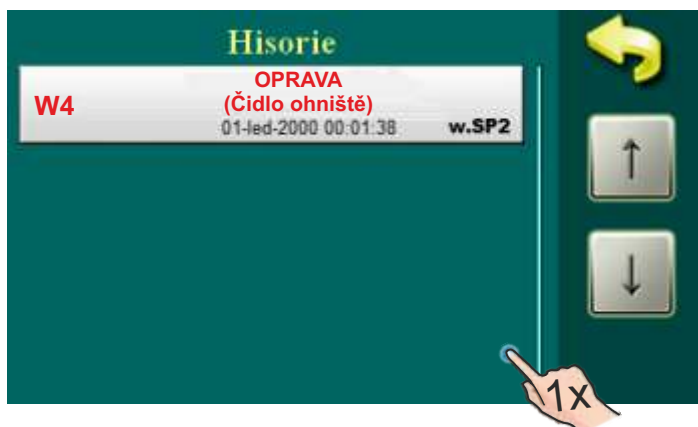 Hisorie
OPRAVA
W4 (Čidlo ohniště)
01-led-2000 00:01:38 w.SP2
↑
↓
1x